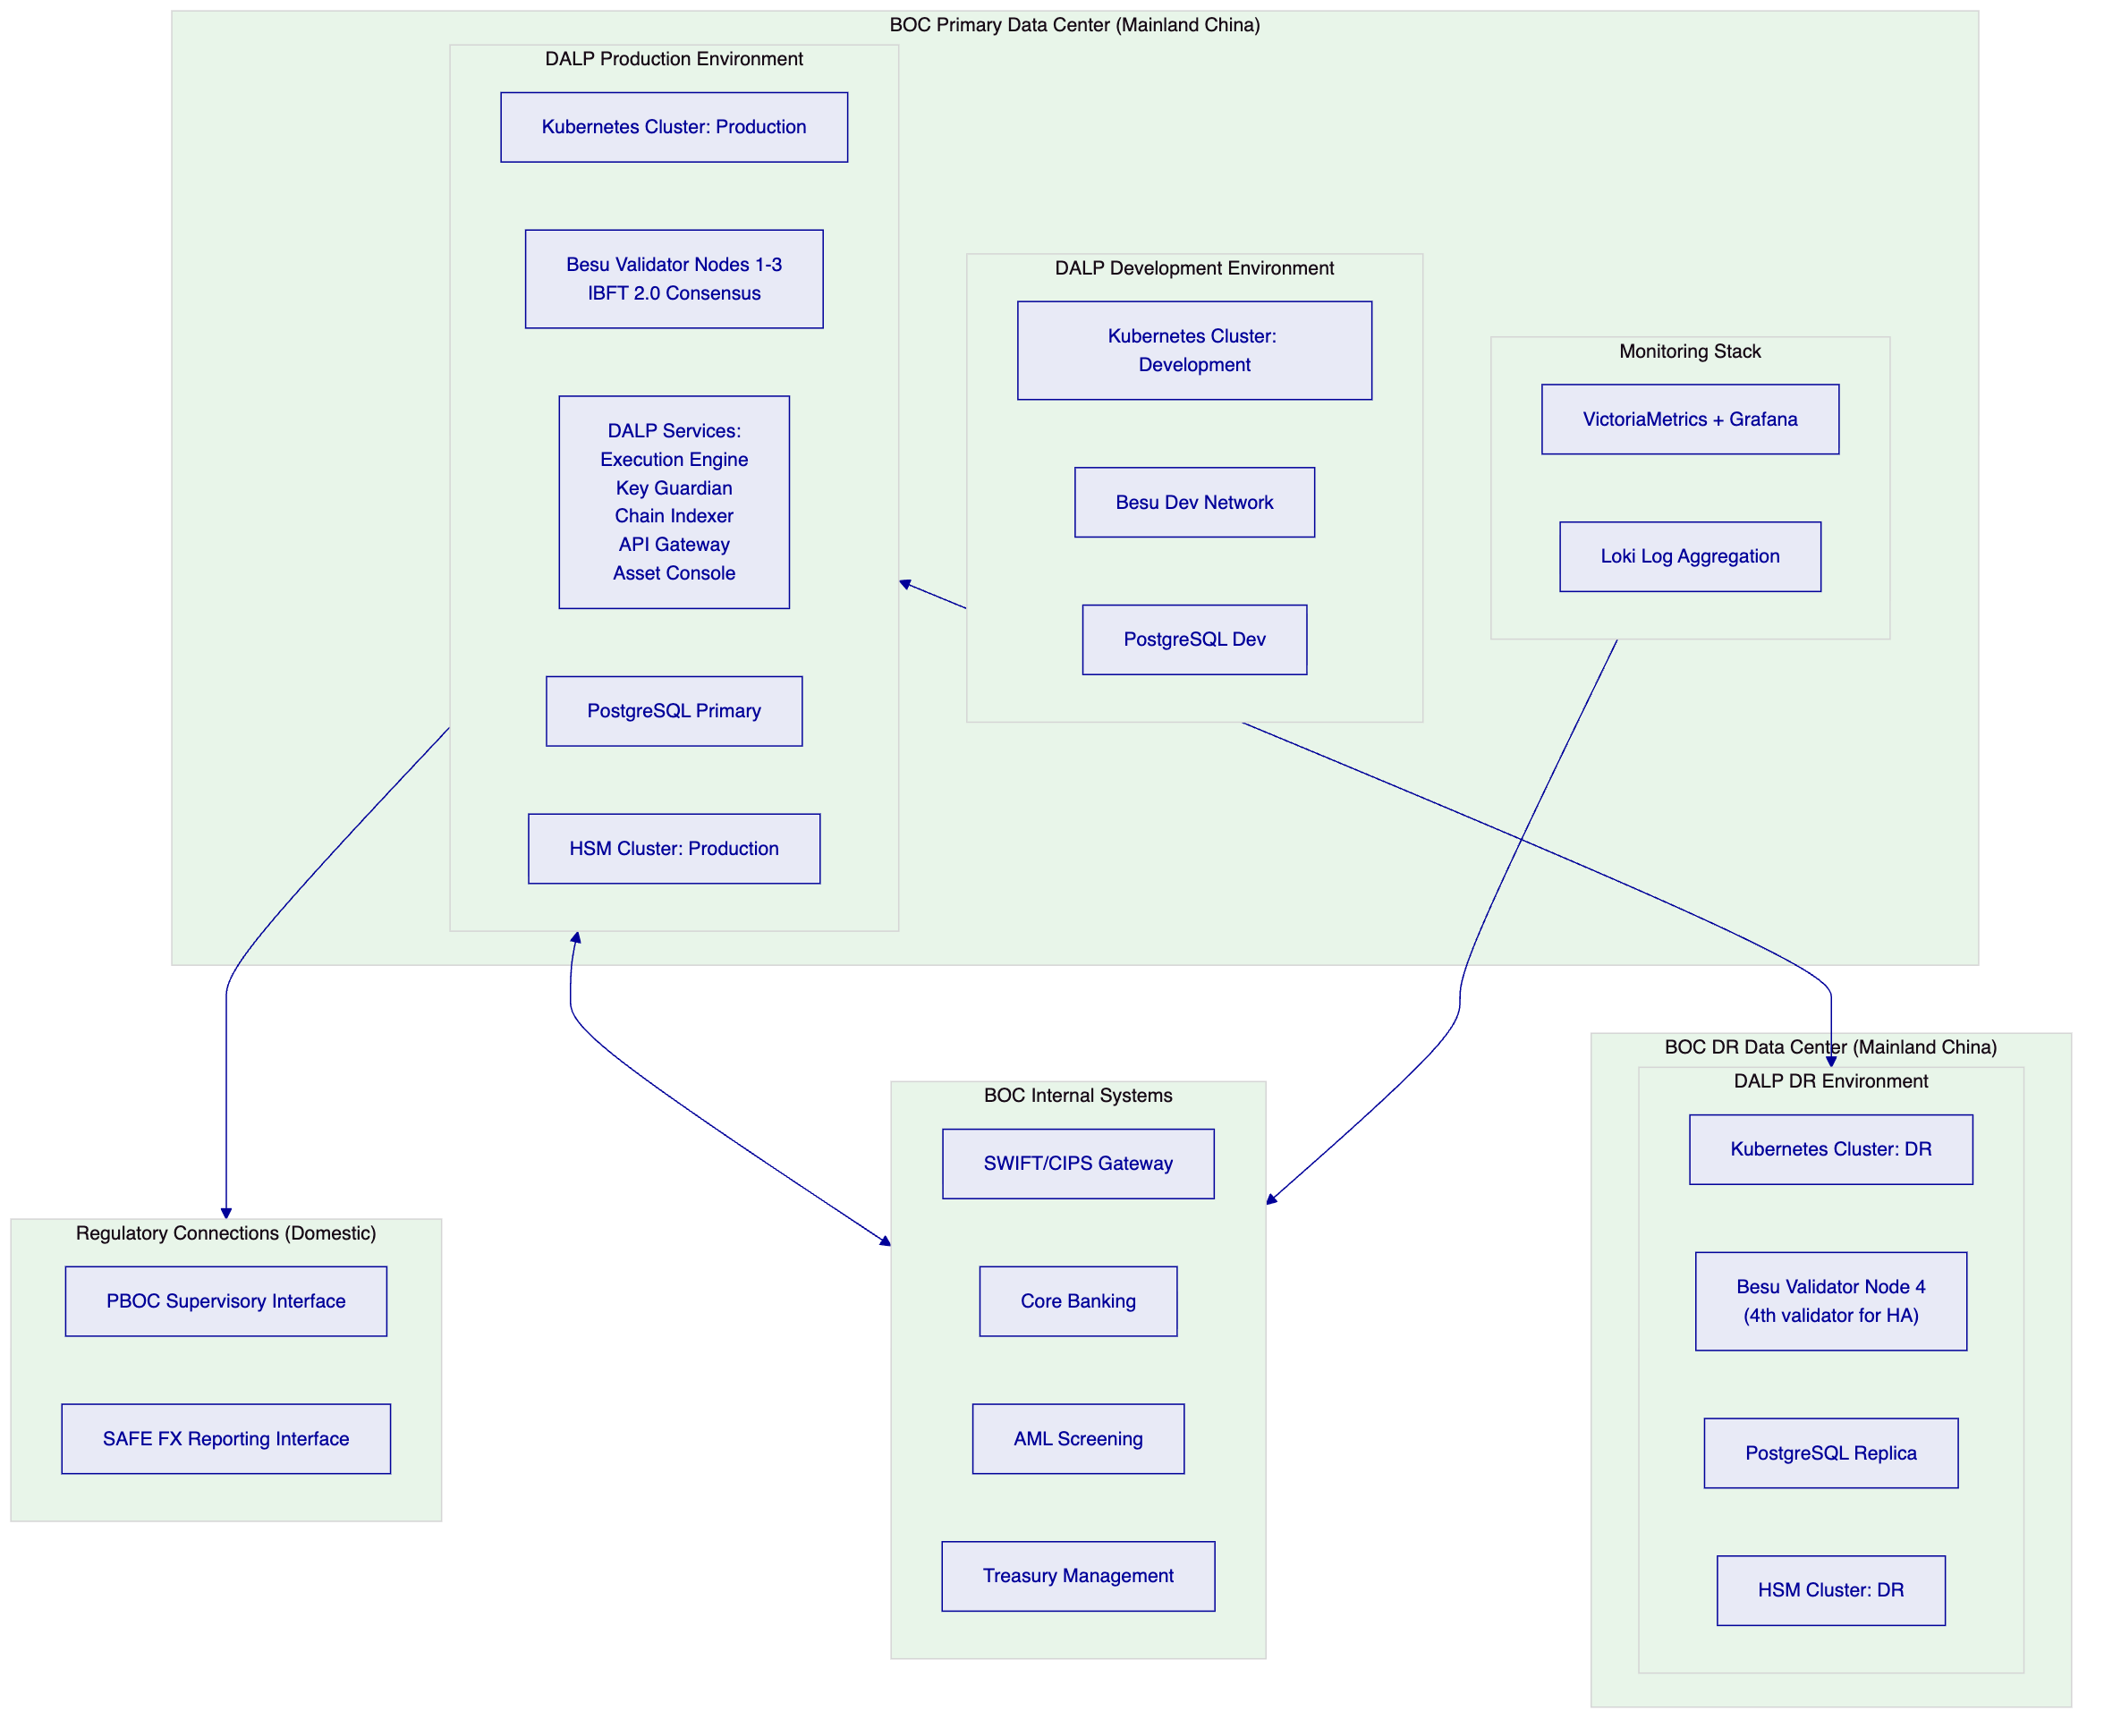 BOC Primary Data Center (Mainland China)
DALP Production Environment
Kubernetes Cluster: Production
Besu Validator Nodes 1-3
IBFT 2.0 Consensus
DALP Services:
Execution Engine
Key Guardian
Chain Indexer
API Gateway
Asset Console
PostgreSQL Primary
HSM Cluster: Production
DALP Development Environment
Kubernetes Cluster:
Development
Besu Dev Network
PostgreSQL Dev
Monitoring Stack
VictoriaMetrics + Grafana
Loki Log Aggregation
Regulatory Connections (Domestic)
PBOC Supervisory Interface
SAFE FX Reporting Interface
BOC Internal Systems
SWIFT/CIPS Gateway
Core Banking
AML Screening
Treasury Management
BOC DR Data Center (Mainland China)
DALP DR Environment
Kubernetes Cluster: DR
Besu Validator Node 4
(4th validator for HA)
PostgreSQL Replica
HSM Cluster: DR